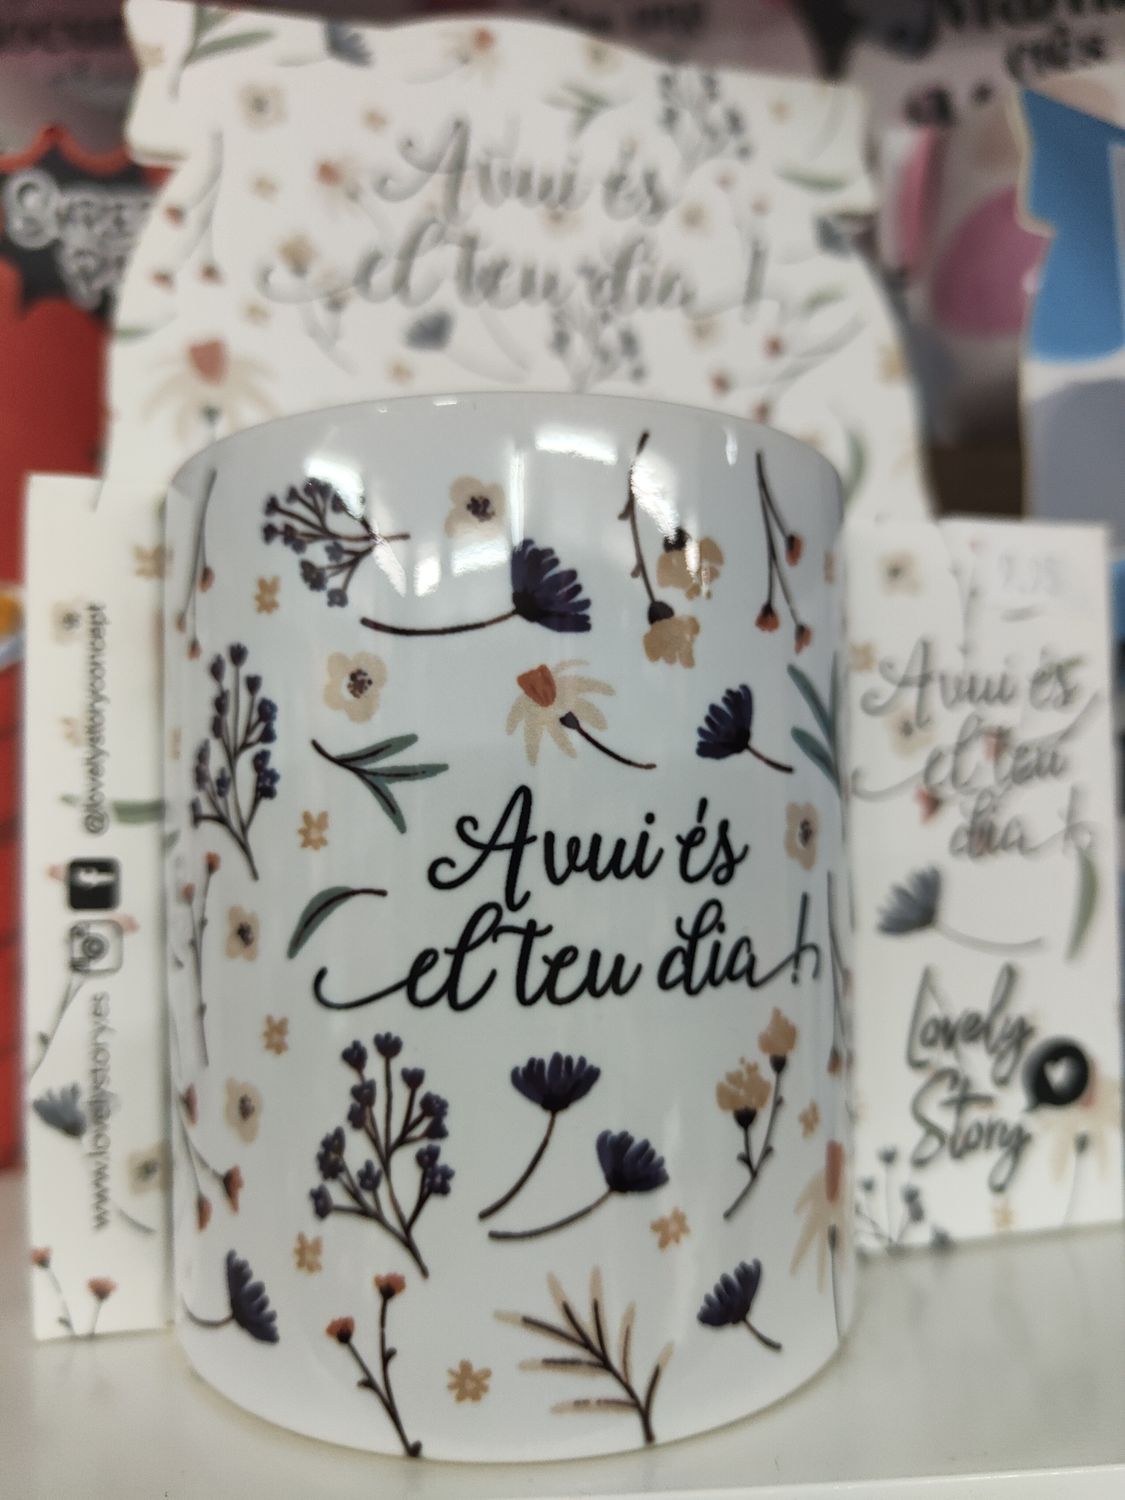 Avui és
el teu dia!
Avui és
el teu dia!
@lovelystoryconcept
www.lovelystory.es
Avui és
el teu
dia!
Lovely
Story